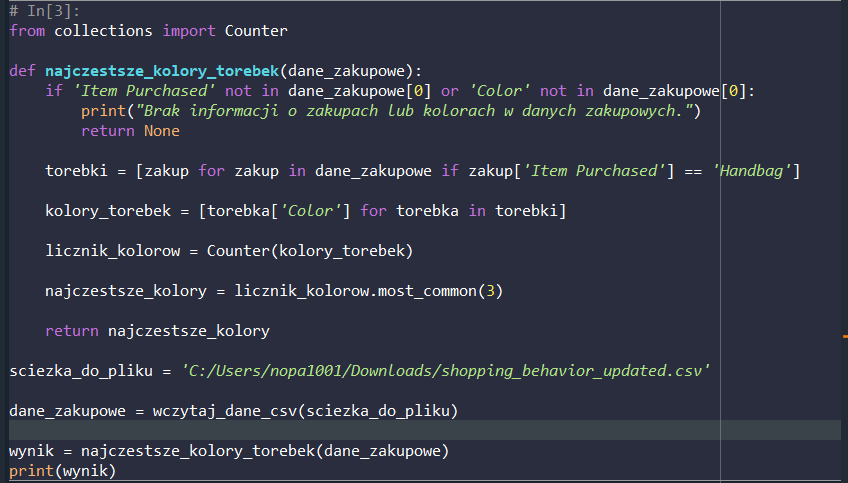 # In[3]:
from collections import Counter
def najczestsze_kolory_torebek(dane_zakupowe):
    if 'Item Purchased' not in dane_zakupowe[0] or 'Color' not in dane_zakupowe[0]:
        print("Brak informacji o zakupach lub kolorach w danych zakupowych.")
        return None
    torebki = [zakup for zakup in dane_zakupowe if zakup['Item Purchased'] == 'Handbag']
    kolory_torebek = [torebka['Color'] for torebka in torebki]
    licznik_kolorow = Counter(kolory_torebek)
    najczestsze_kolory = licznik_kolorow.most_common(3)
    return najczestsze_kolory
sciezka_do_pliku = 'C:/Users/nopa1001/Downloads/shopping_behavior_updated.csv'
dane_zakupowe = wczytaj_dane_csv(sciezka_do_pliku)
wynik = najczestsze_kolory_torebek(dane_zakupowe)
print(wynik)